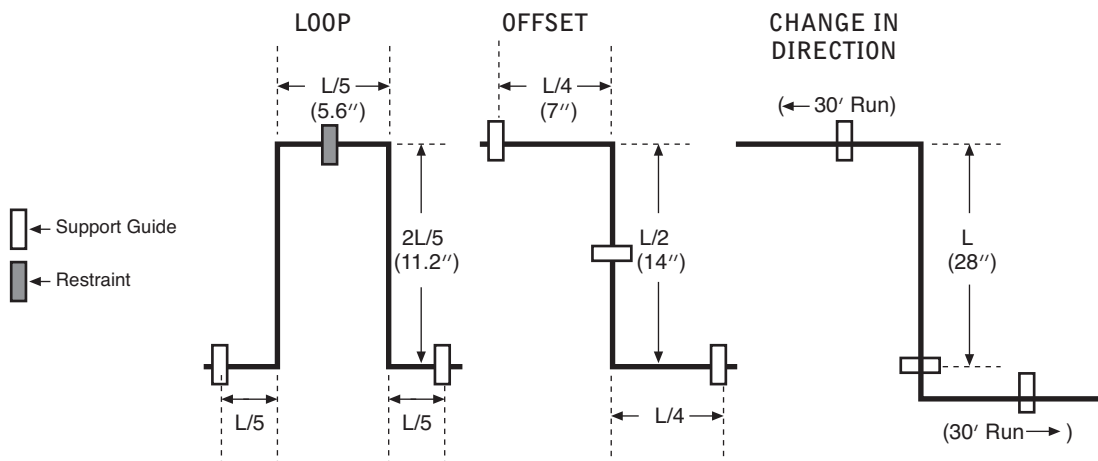 LOOP
L/5
(5.6″)
2L/5
(11.2″)
L/5
L/5
OFFSET
L/4
(7″)
L/2
(14″)
L/4
CHANGE IN
DIRECTION
(← 30′ Run)
L
(28″)
(30′ Run→ )
Support Guide
Restraint